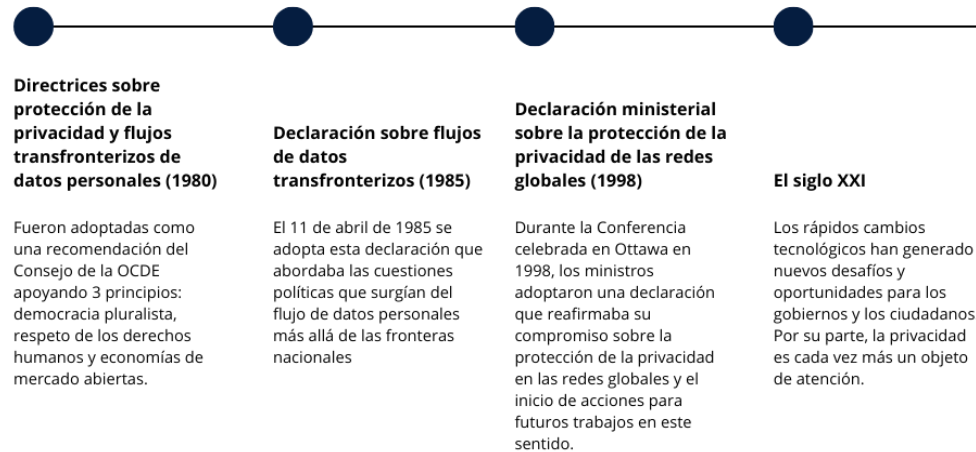 Directrices sobre
protección de la
privacidad y flujos
transfronterizos de
datos personales (1980)
Fueron adoptadas como
una recomendación del
Consejo de la OCDE
apoyando 3 principios:
democracia pluralista,
respeto de los derechos
humanos y economías de
mercado abiertas.
Declaración sobre flujos
de datos
transfronterizos (1985)
El 11 de abril de 1985 se
adopta esta declaración que
abordaba las cuestiones
políticas que surgían del
flujo de datos personales
más allá de las fronteras
nacionales
Declaración ministerial
sobre la protección de la
privacidad de las redes
globales (1998)
Durante la Conferencia
celebrada en Ottawa en
1998, los ministros
adoptaron una declaración
que reafirmaba su
compromiso sobre la
protección de la privacidad
en las redes globales y el
inicio de acciones para
futuros trabajos en este
sentido.
El siglo XXI
Los rápidos cambios
tecnológicos han generado
nuevos desafíos y
oportunidades para los
gobiernos y los ciudadanos
Por su parte, la privacidad
es cada vez más un objeto
de atención.